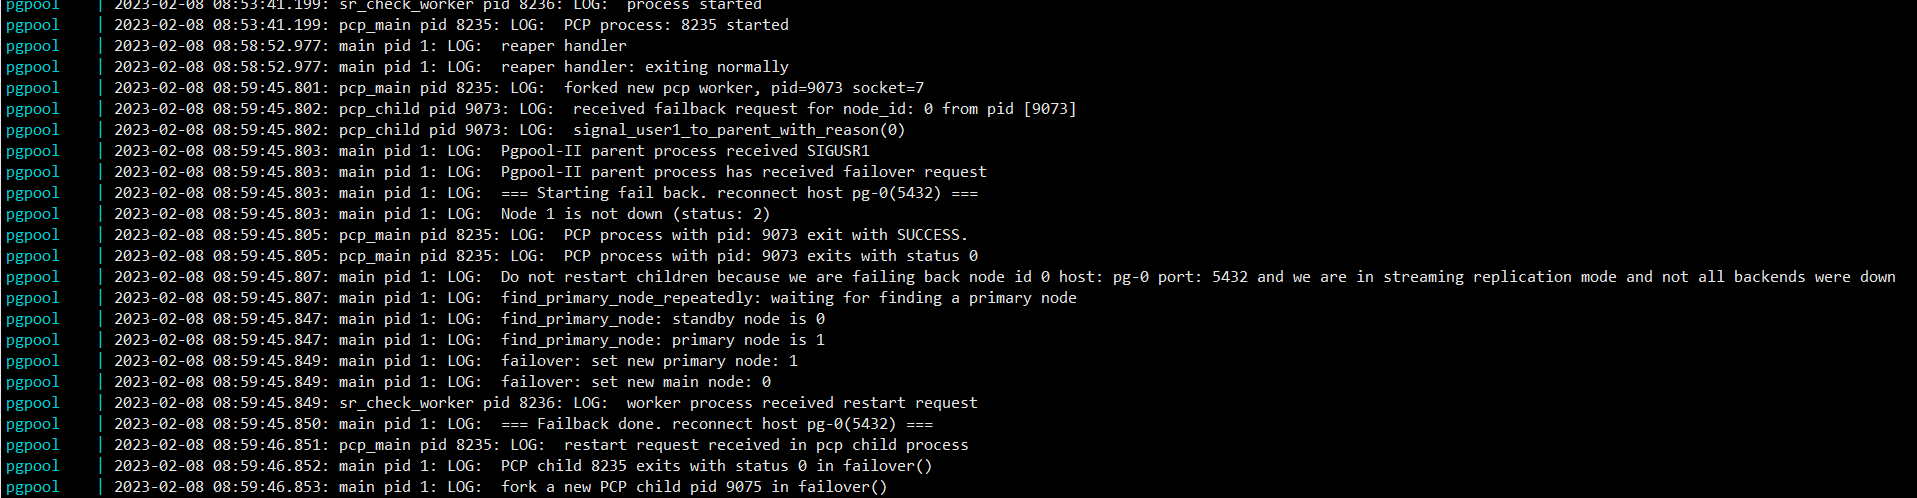 pgpool    | 2023-02-08 08:53:41.199: sr_check_worker pid 8236: LOG:  process started
pgpool    | 2023-02-08 08:53:41.199: pcp_main pid 8235: LOG:  PCP process: 8235 started
pgpool    | 2023-02-08 08:58:52.977: main pid 1: LOG:  reaper handler
pgpool    | 2023-02-08 08:58:52.977: main pid 1: LOG:  reaper handler: exiting normally
pgpool    | 2023-02-08 08:59:45.801: pcp_main pid 8235: LOG:  forked new pcp worker, pid=9073 socket=7
pgpool    | 2023-02-08 08:59:45.802: pcp_child pid 9073: LOG:  received failback request for node_id: 0 from pid [9073]
pgpool    | 2023-02-08 08:59:45.802: pcp_child pid 9073: LOG:  signal_user1_to_parent_with_reason(0)
pgpool    | 2023-02-08 08:59:45.803: main pid 1: LOG:  Pgpool-II parent process received SIGUSR1
pgpool    | 2023-02-08 08:59:45.803: main pid 1: LOG:  Pgpool-II parent process has received failover request
pgpool    | 2023-02-08 08:59:45.803: main pid 1: LOG:  === Starting fail back. reconnect host pg-0(5432) ===
pgpool    | 2023-02-08 08:59:45.803: main pid 1: LOG:  Node 1 is not down (status: 2)
pgpool    | 2023-02-08 08:59:45.805: pcp_main pid 8235: LOG:  PCP process with pid: 9073 exit with SUCCESS.
pgpool    | 2023-02-08 08:59:45.805: pcp_main pid 8235: LOG:  PCP process with pid: 9073 exits with status 0
pgpool    | 2023-02-08 08:59:45.807: main pid 1: LOG:  Do not restart children because we are failing back node id 0 host: pg-0 port: 5432 and we are in streaming replication mode and not all backends were down
pgpool    | 2023-02-08 08:59:45.807: main pid 1: LOG:  find_primary_node_repeatedly: waiting for finding a primary node
pgpool    | 2023-02-08 08:59:45.847: main pid 1: LOG:  find_primary_node: standby node is 0
pgpool    | 2023-02-08 08:59:45.847: main pid 1: LOG:  find_primary_node: primary node is 1
pgpool    | 2023-02-08 08:59:45.849: main pid 1: LOG:  failover: set new primary node: 1
pgpool    | 2023-02-08 08:59:45.849: main pid 1: LOG:  failover: set new main node: 0
pgpool    | 2023-02-08 08:59:45.849: sr_check_worker pid 8236: LOG:  worker process received restart request
pgpool    | 2023-02-08 08:59:45.850: main pid 1: LOG:  === Failback done. reconnect host pg-0(5432) ===
pgpool    | 2023-02-08 08:59:46.851: pcp_main pid 8235: LOG:  restart request received in pcp child process
pgpool    | 2023-02-08 08:59:46.852: main pid 1: LOG:  PCP child 8235 exits with status 0 in failover()
pgpool    | 2023-02-08 08:59:46.853: main pid 1: LOG:  fork a new PCP child pid 9075 in failover()